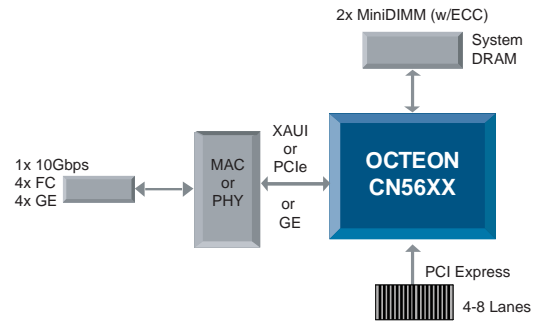 2x MiniDIMM (w/ECC)
System
DRAM
XAUI
or
PCIe
or
GE
OCTEON
CN56XX
MAC
or
PHY
1x 10Gbps
4x FC
4x GE
PCI Express
4-8 Lanes